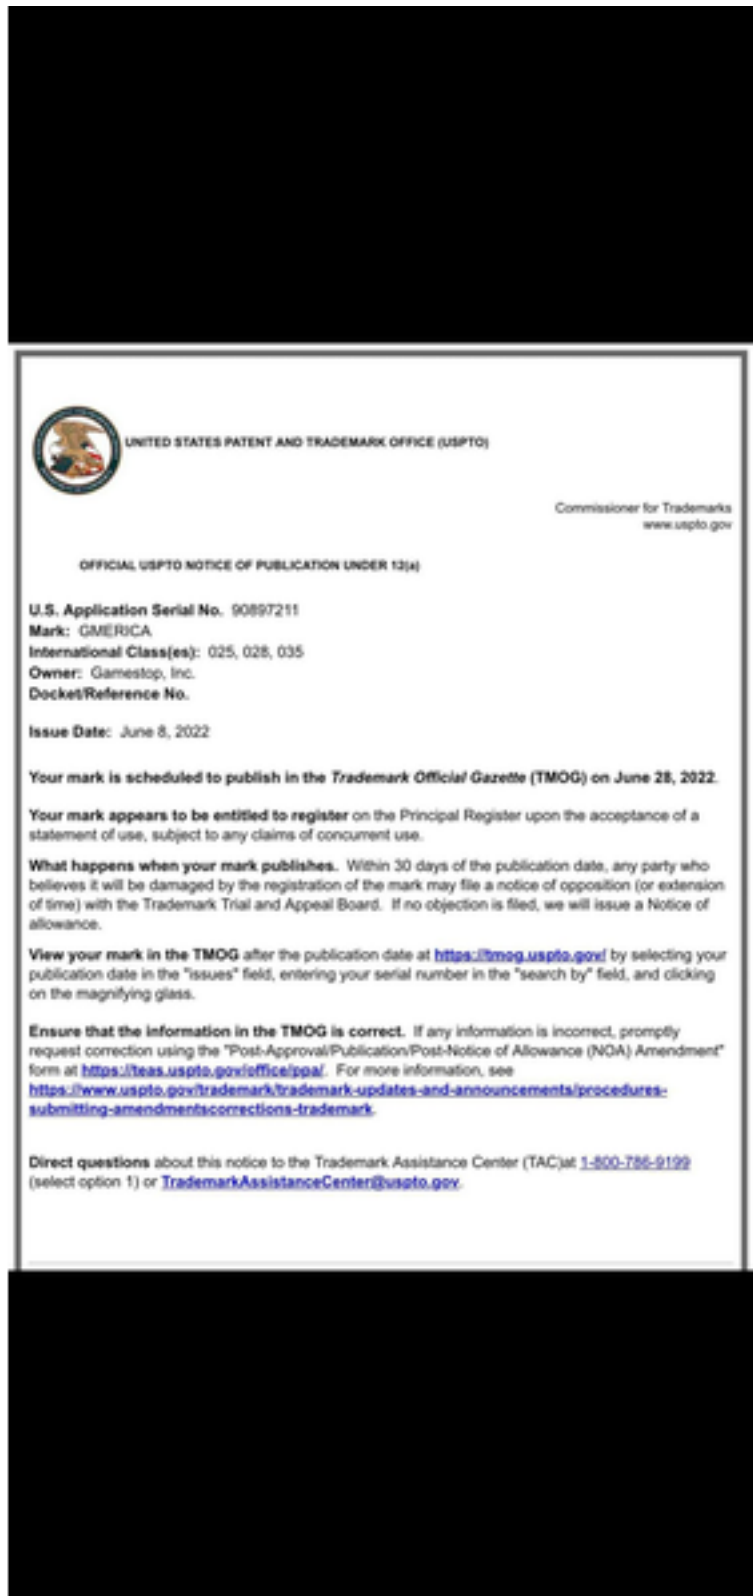 UNITED STATES PATENT AND TRADEMARK OFFICE (USPTO)
Commissioner for Trademarks
www.uspto.gov
OFFICIAL USPTO NOTICE OF PUBLICATION UNDER 12(a)
U.S. Application Serial No. 90897211
Mark: GMERICA
International Class(es): 025, 028, 035
Owner: Gamestop, Inc.
Docket/Reference No.
Issue Date: June 8, 2022
Your mark is scheduled to publish in the Trademark Official Gazette (TMOG) on June 28, 2022.
Your mark appears to be entitled to register on the Principal Register upon the acceptance of a
statement of use, subject to any claims of concurrent use.
What happens when your mark publishes. Within 30 days of the publication date, any party who
believes it will be damaged by the registration of the mark may file a notice of opposition (or extension
of time) with the Trademark Trial and Appeal Board. If no objection is filed, we will issue a Notice of
allowance.
View your mark in the TMOG after the publication date at https://tmog.uspto.gov/ by selecting your
publication date in the "issues" field, entering your serial number in the "search by" field, and clicking
on the magnifying glass.
Ensure that the information in the TMOG is correct. If any information is incorrect, promptly
request correction using the "Post-Approval/Publication/Post-Notice of Allowance (NOA) Amendment"
form at https://teas.uspto.gov/office/ppa/. For more information, see
https://www.uspto.gov/trademark/trademark-updates-and-announcements/procedures-
submitting-amendmentscorrections-trademark.
Direct questions about this notice to the Trademark Assistance Center (TAC)at 1-800-786-9199
(select option 1) or TrademarkAssistanceCenter@uspto.gov.